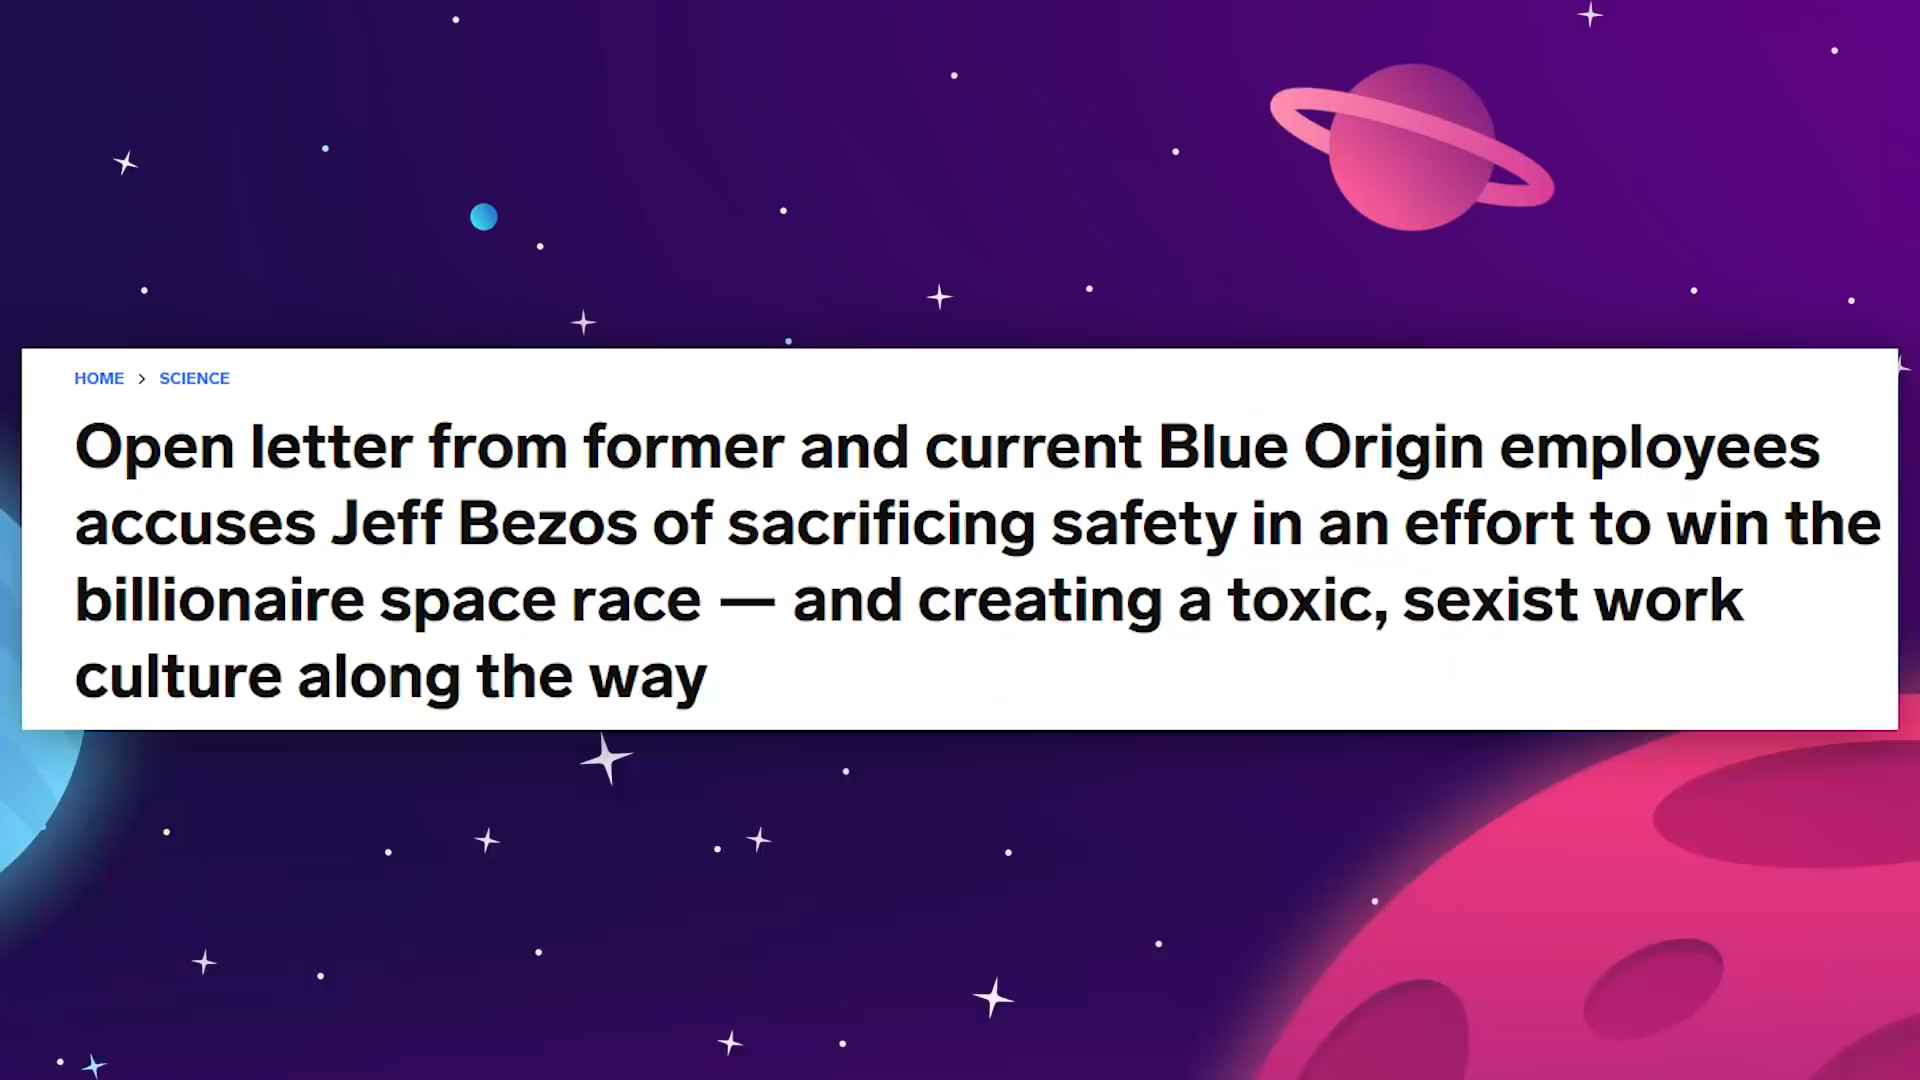 HOME > SCIENCE
Open letter from former and current Blue Origin employees
accuses Jeff Bezos of sacrificing safety in an effort to win the
billionaire space race — and creating a toxic, sexist work
culture along the way